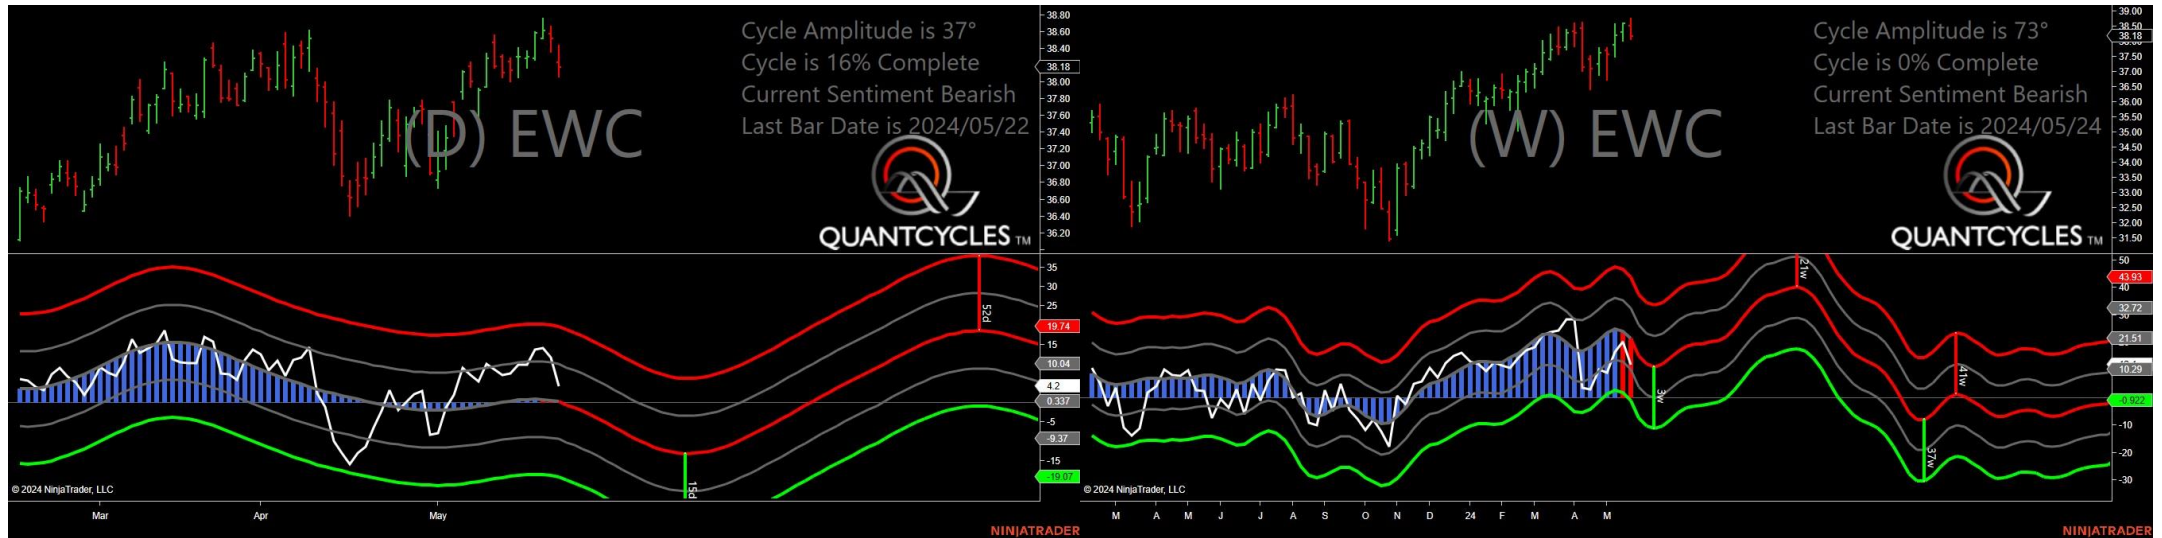 Cycle Amplitude is 37°
Cycle is 16% Complete
Current Sentiment Bearish
Last Bar Date is 2024/05/22
(D) EWC
QUANTCYCLES TM
38.80
38.60
38.40
38.18
38.00
37.80
37.60
37.40
37.20
37.00
36.80
36.60
36.40
36.20
35
30
25
19.74
15
10.04
4.2
0.337
-5
-9.37
-15
-19.07
52d
15d
© 2024 NinjaTrader, LLC
Mar Apr May
NINJATRADER
Cycle Amplitude is 73°
Cycle is 0% Complete
Current Sentiment Bearish
Last Bar Date is 2024/05/24
(W) EWC
QUANTCYCLES TM
39.00
38.50
38.18
37.50
37.00
36.50
36.00
35.50
35.00
34.50
34.00
33.50
33.00
32.50
32.00
31.50
50
43.93
40
32.72
30
21.51
10.29
-0.922
-10
-20
-30
21w
3w
41w
37w
© 2024 NinjaTrader, LLC
M A M J J A S O N D 24 F M A M
NINJATRADER